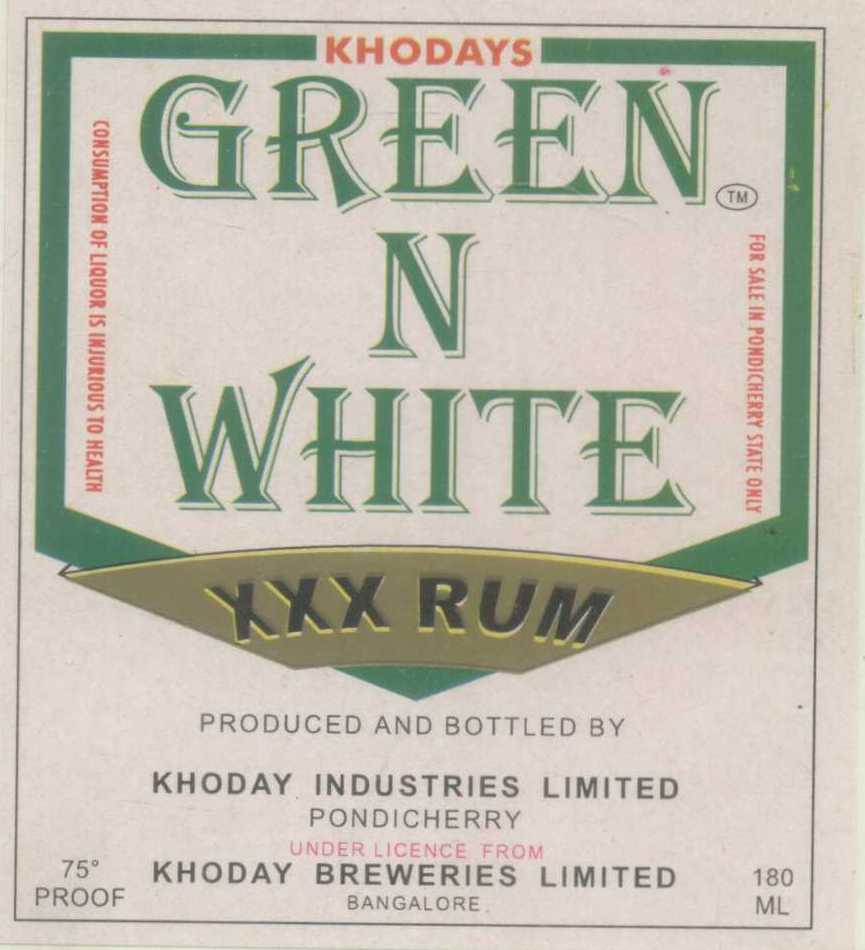 KHODAYS
GREEN
TM
N
WHITE
CONSUMPTION OF LIQUOR IS INJURIOUS TO HEALTH
FOR SALE IN PONDICHERRY STATE ONLY
XXX RUM
PRODUCED AND BOTTLED BY
KHODAY INDUSTRIES LIMITED
PONDICHERRY
UNDER LICENCE FROM
KHODAY BREWERIES LIMITED
BANGALORE
75°
PROOF
180
ML